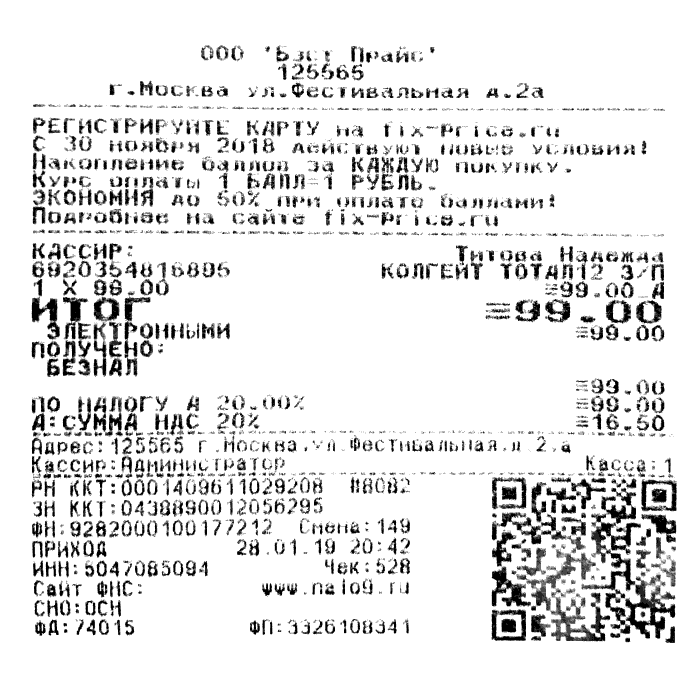 ООО 'Бэст Прайс'
125565
г.Москва ул.Фестивальная д.2а
РЕГИСТРИРУЙТЕ КАРТУ на fix-Price.ru
С 30 ноября 2018 действуют новые условия!
Накопление баллов за КАЖДУЮ покупку.
Курс оплаты 1 БАЛЛ=1 РУБЛЬ.
ЭКОНОМИЯ до 50% при оплате баллами!
Подробнее на сайте fix-Price.ru
КАССИР: Титова Надежда
6920354816895 КОЛГЕЙТ ТОТАЛ12 З/П
1 X 99.00 ≡99.00 А
ИТОГ ≡99.00
ЭЛЕКТРОННЫМИ ≡99.00
ПОЛУЧЕНО:
БЕЗНАЛ
≡99.00
ПО НАЛОГУ А 20.00% ≡99.00
А:СУММА НДС 20% ≡16.50
Адрес:125565 г.Москва,ул.Фестивальная,д.2,а
Кассир:Администратор Касса:1
РН ККТ:0001409611029208 #8082
ЗН ККТ:0438890012056295
ФН:9282000100177212 Смена:149
ПРИХОД 28.01.19 20:42
ИНН:5047085094 Чек:528
Сайт ФНС: www.nalog.ru
СНО:ОСН
ФД:74015 ФП:3326108341